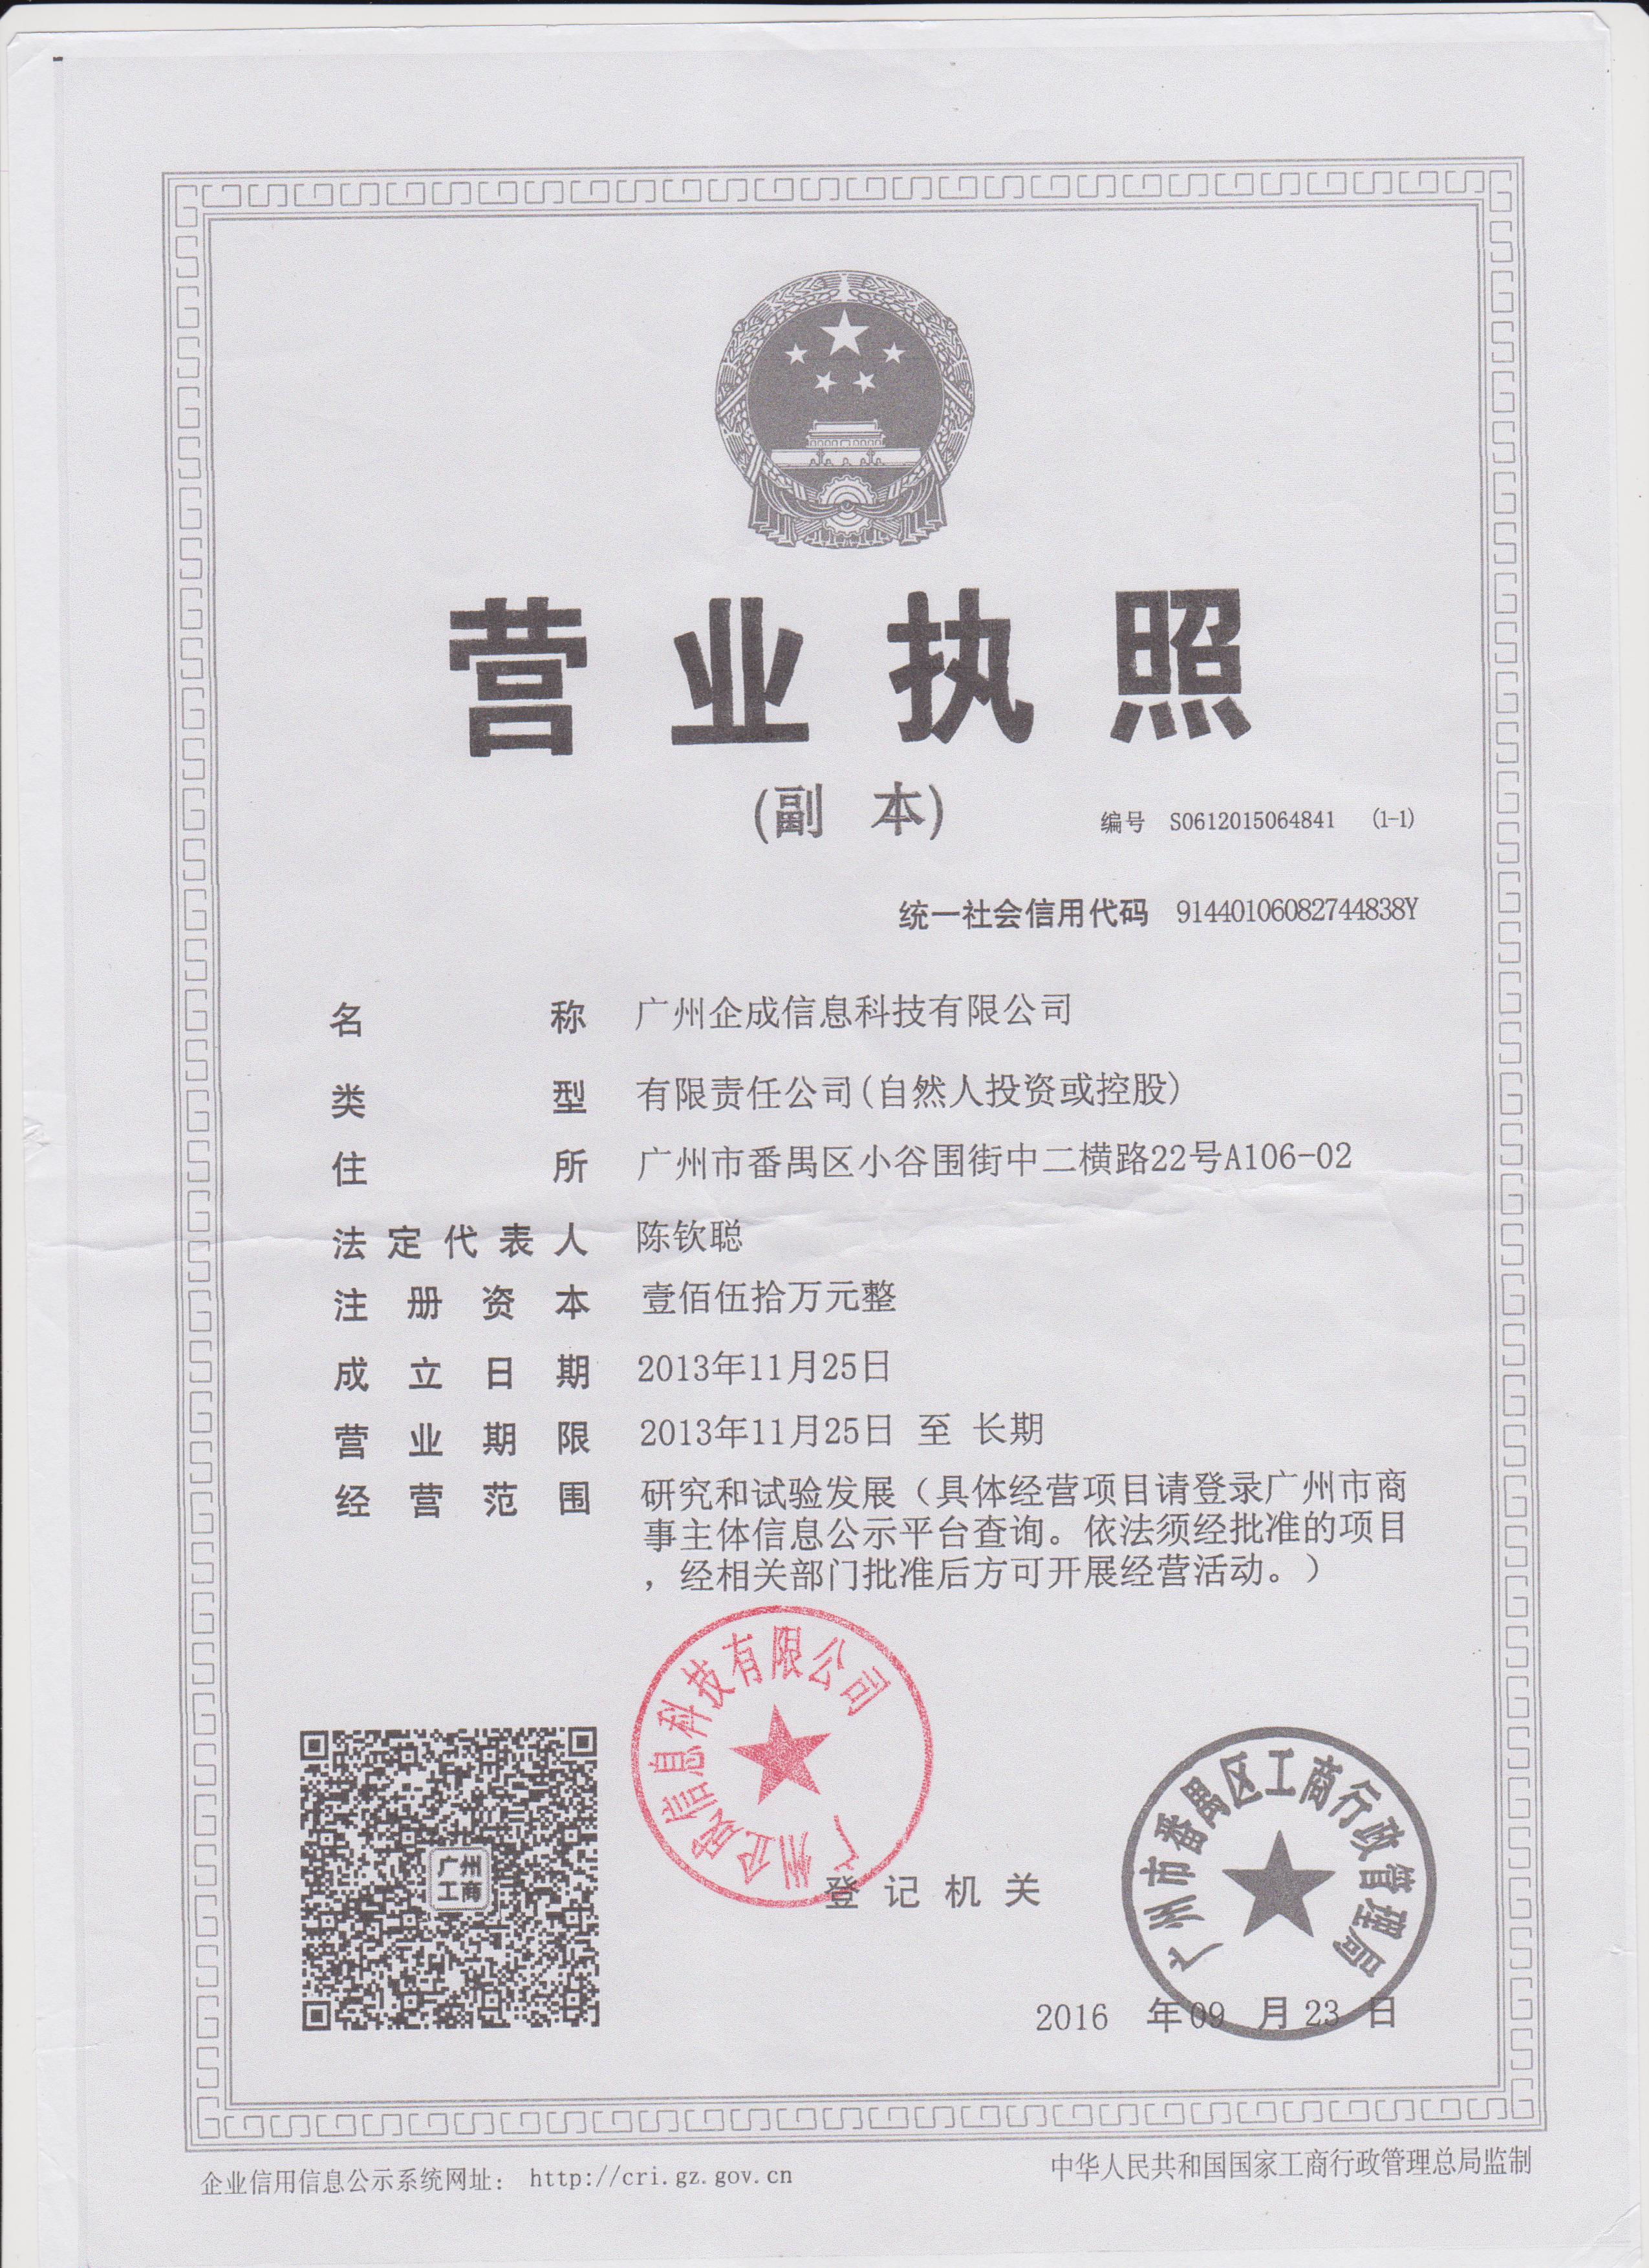 营业执照
(副 本)
编号 S0612015064841 (1-1)
统一社会信用代码 91440106082744838Y
名称 广州企成信息科技有限公司
类型 有限责任公司(自然人投资或控股)
住所 广州市番禺区小谷围街中二横路22号A106-02
法定代表人 陈钦聪
注册资本 壹佰伍拾万元整
成立日期 2013年11月25日
营业期限 2013年11月25日 至 长期
经营范围 研究和试验发展（具体经营项目请登录广州市商
事主体信息公示平台查询。依法须经批准的项目
，经相关部门批准后方可开展经营活动。）
广州企成信息科技有限公司
广州
工商
登记机关
广州市番禺区工商行政管理局
2016 年09 月23 日
企业信用信息公示系统网址： http://cri.gz.gov.cn
中华人民共和国国家工商行政管理总局监制